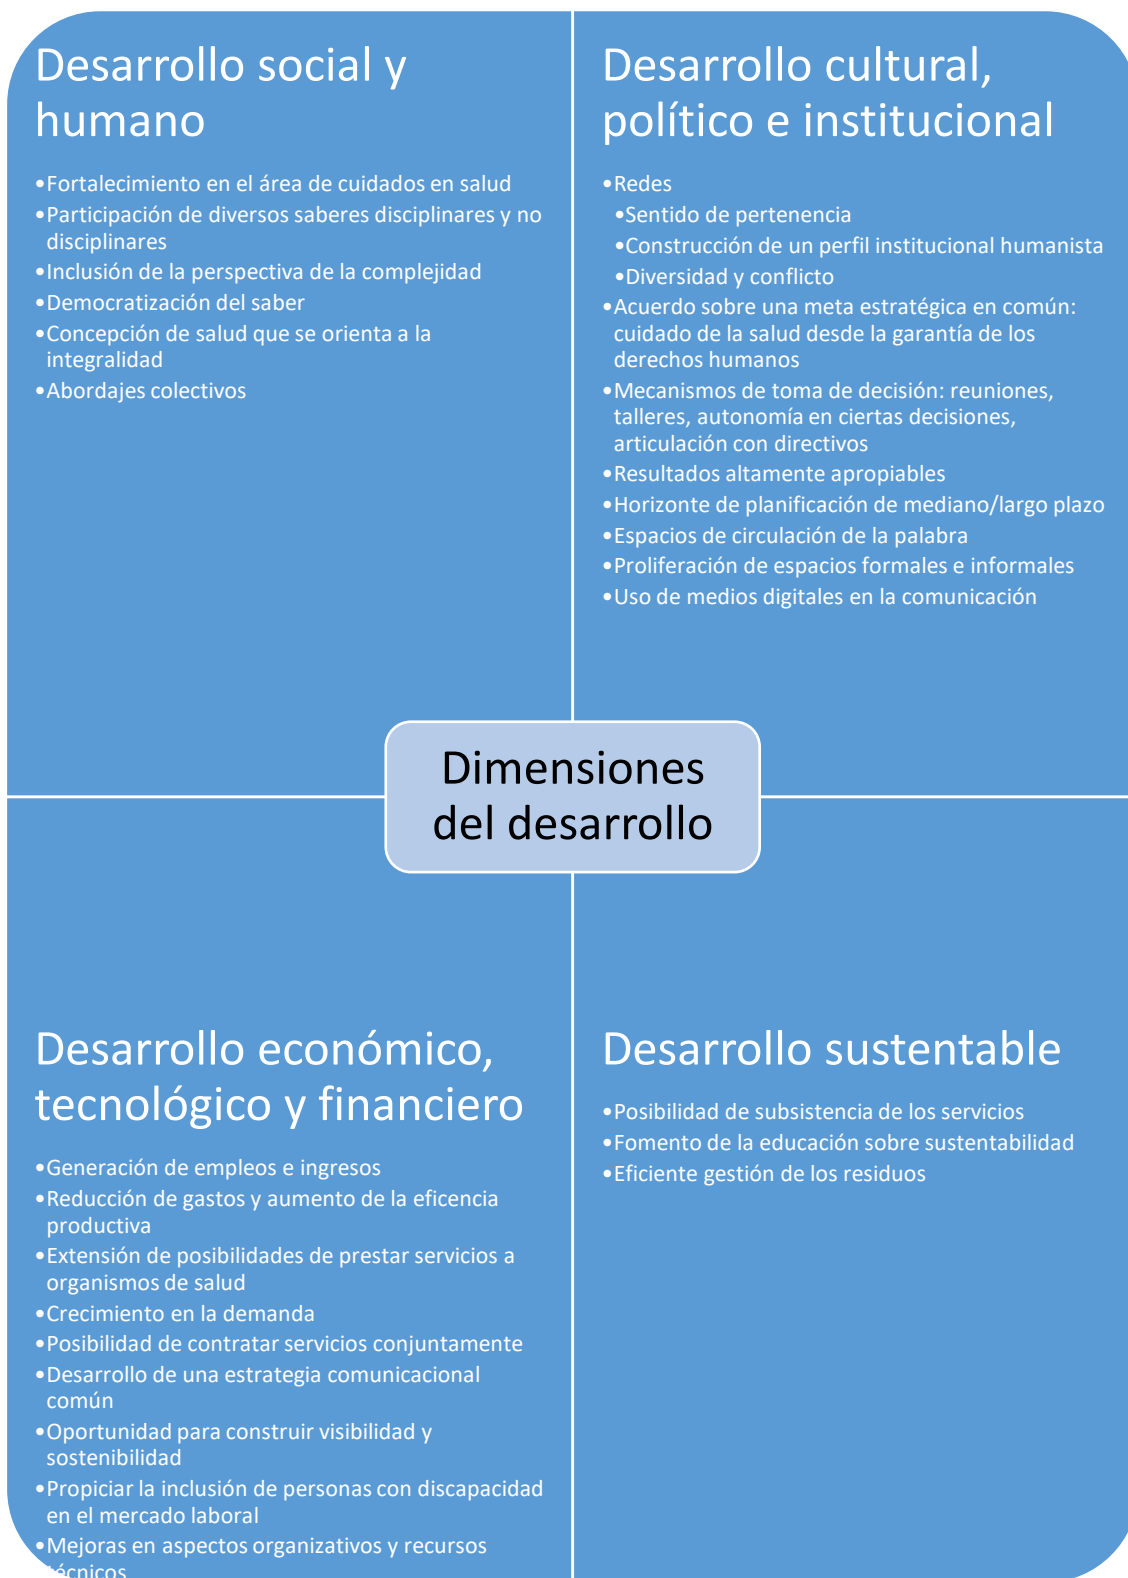 Desarrollo social y
humano
•Fortalecimiento en el área de cuidados en salud
•Participación de diversos saberes disciplinares y no
disciplinares
•Inclusión de la perspectiva de la complejidad
•Democratización del saber
•Concepción de salud que se orienta a la
integralidad
•Abordajes colectivos
Desarrollo cultural,
político e institucional
•Redes
•Sentido de pertenencia
•Construcción de un perfil institucional humanista
•Diversidad y conflicto
•Acuerdo sobre una meta estratégica en común:
cuidado de la salud desde la garantía de los
derechos humanos
•Mecanismos de toma de decisión: reuniones,
talleres, autonomía en ciertas decisiones,
articulación con directivos
•Resultados altamente apropiables
•Horizonte de planificación de mediano/largo plazo
•Espacios de circulación de la palabra
•Proliferación de espacios formales e informales
•Uso de medios digitales en la comunicación
Dimensiones
del desarrollo
Desarrollo económico,
tecnológico y financiero
•Generación de empleos e ingresos
•Reducción de gastos y aumento de la eficencia
productiva
•Extensión de posibilidades de prestar servicios a
organismos de salud
•Crecimiento en la demanda
•Posibilidad de contratar servicios conjuntamente
•Desarrollo de una estrategia comunicacional
común
•Oportunidad para construir visibilidad y
sostenibilidad
•Propiciar la inclusión de personas con discapacidad
en el mercado laboral
•Mejoras en aspectos organizativos y recursos
técnicos
Desarrollo sustentable
•Posibilidad de subsistencia de los servicios
•Fomento de la educación sobre sustentabilidad
•Eficiente gestión de los residuos